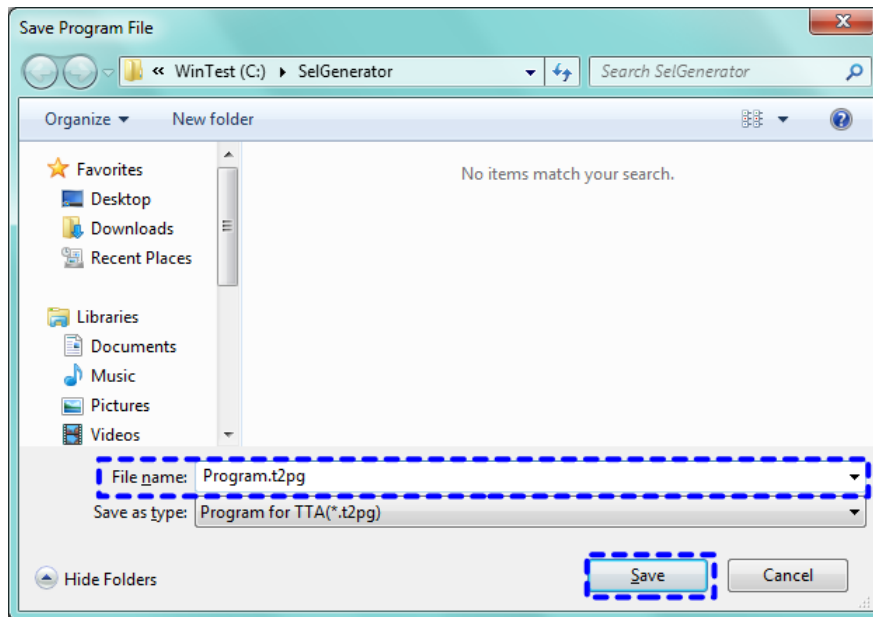 Save Program File
« WinTest (C:) ▸ SelGenerator
Search SelGenerator
Organize
New folder
Favorites
Desktop
Downloads
Recent Places
Libraries
Documents
Music
Pictures
Videos
No items match your search.
File name: Program.t2pg
Save as type: Program for TTA(*.t2pg)
Hide Folders
Save
Cancel